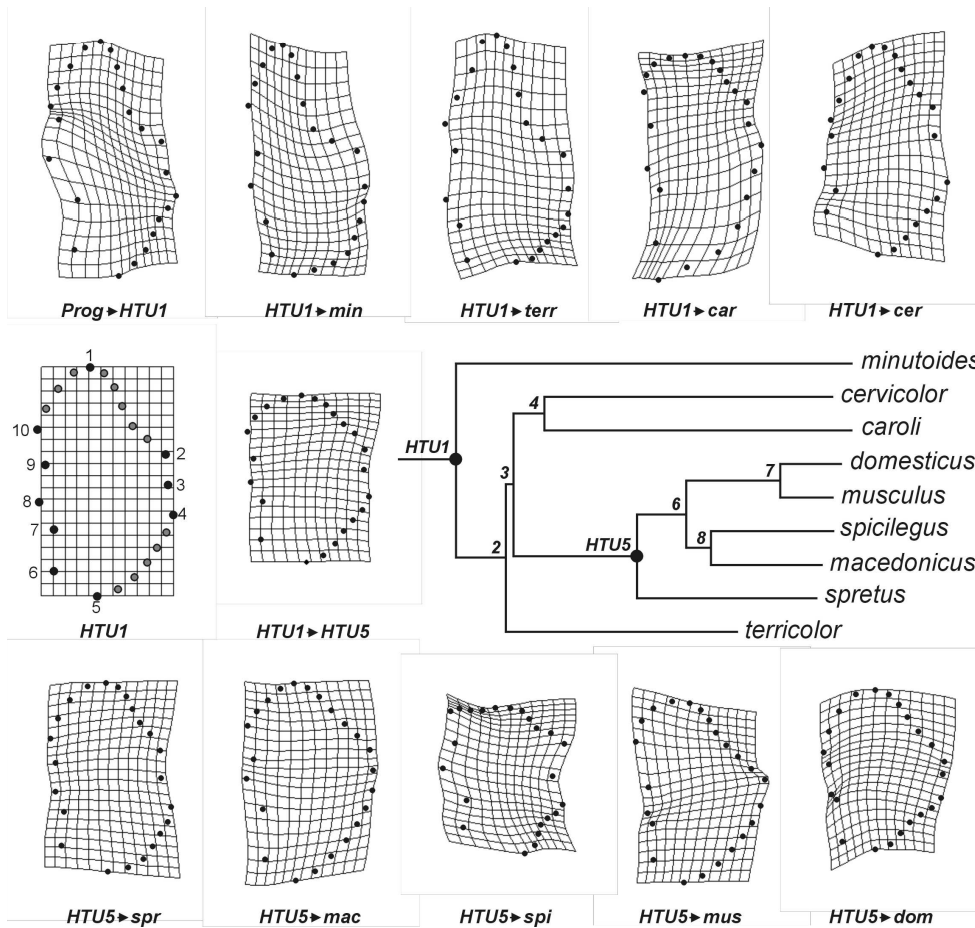 Prog▸HTU1
HTU1▸min
HTU1▸terr
HTU1▸car
HTU1▸cer
1
10
9
8
7
6
5
2
3
4
HTU1
HTU1▸HTU5
HTU1
2
3
4
HTU5
6
7
8
minutoides
cervicolor
caroli
domesticus
musculus
spicilegus
macedonicus
spretus
terricolor
HTU5▸spr
HTU5▸mac
HTU5▸spi
HTU5▸mus
HTU5▸dom